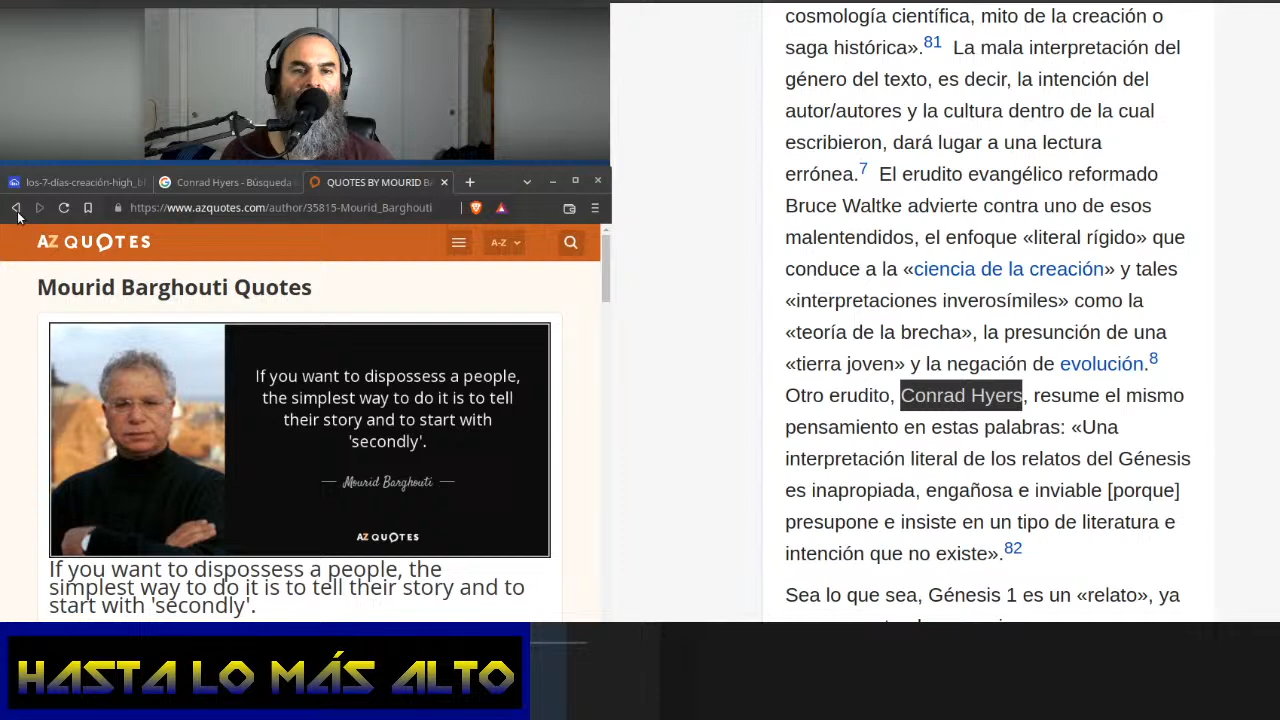 los-7-días-creación-high_bl
Conrad Hyers - Búsqueda
QUOTES BY MOURID BA
https://www.azquotes.com/author/35815-Mourid_Barghouti
AZ QUOTES
A-Z
Mourid Barghouti Quotes
If you want to dispossess a people,
the simplest way to do it is to tell
their story and to start with
'secondly'.
Mourid Barghouti
AZ QUOTES
If you want to dispossess a people, the
simplest way to do it is to tell their story and to
start with 'secondly'.
HASTA LO MÁS ALTO
cosmología científica, mito de la creación o
saga histórica».81 La mala interpretación del
género del texto, es decir, la intención del
autor/autores y la cultura dentro de la cual
escribieron, dará lugar a una lectura
errónea.7 El erudito evangélico reformado
Bruce Waltke advierte contra uno de esos
malentendidos, el enfoque «literal rígido» que
conduce a la «ciencia de la creación» y tales
«interpretaciones inverosímiles» como la
«teoría de la brecha», la presunción de una
«tierra joven» y la negación de evolución.8
Otro erudito, Conrad Hyers, resume el mismo
pensamiento en estas palabras: «Una
interpretación literal de los relatos del Génesis
es inapropiada, engañosa e inviable [porque]
presupone e insiste en un tipo de literatura e
intención que no existe».82
Sea lo que sea, Génesis 1 es un «relato», ya